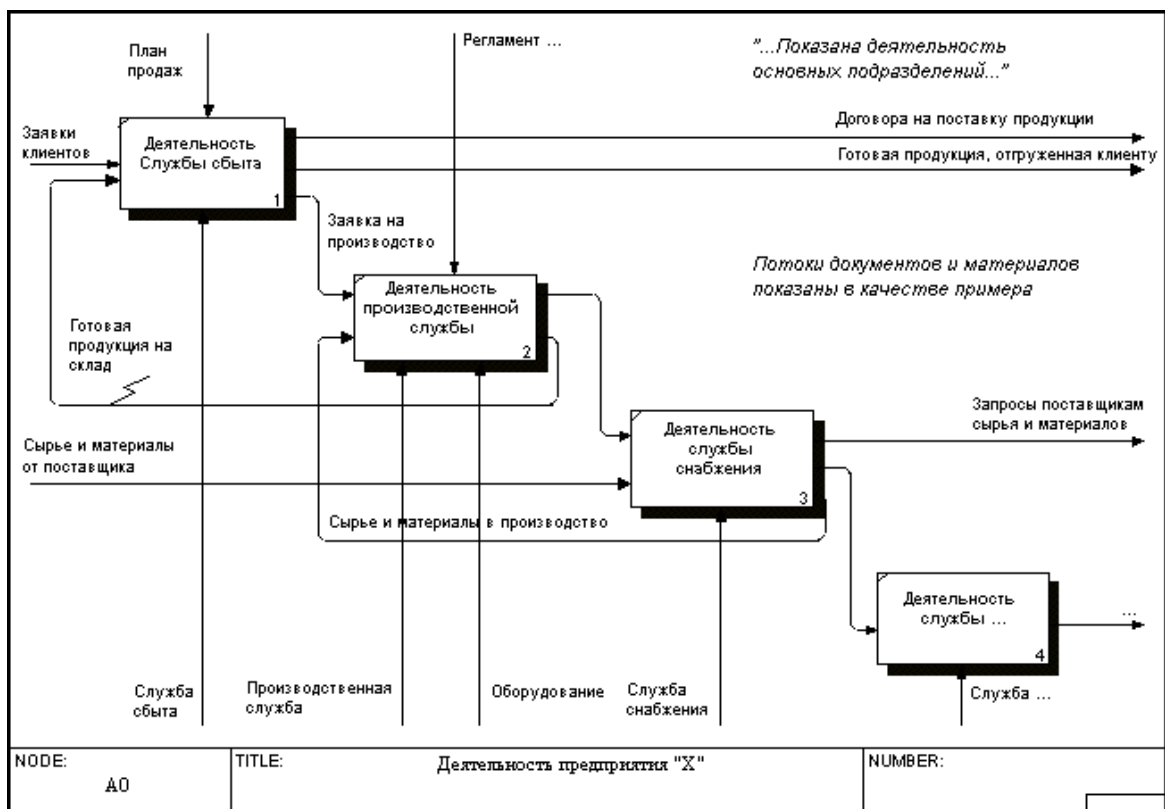 План
продаж
Регламент ...
"...Показана деятельность
основных подразделений..."
Заявки
клиентов
Деятельность
Службы сбыта
1
Договора на поставку продукции
Готовая продукция, отгруженная клиенту
Заявка на
производство
Деятельность
производственной
службы
2
Потоки документов и материалов
показаны в качестве примера
Готовая
продукция на
склад
Сырье и материалы
от поставщика
Деятельность
службы
снабжения
3
Запросы поставщикам
сырья и материалов
Сырье и материалы в производство
Деятельность
службы ...
4
...
Служба
сбыта
Производственная
служба
Оборудование
Служба
снабжения
Служба ...
NODE:
A0
TITLE:
Деятельность предприятия "X"
NUMBER: